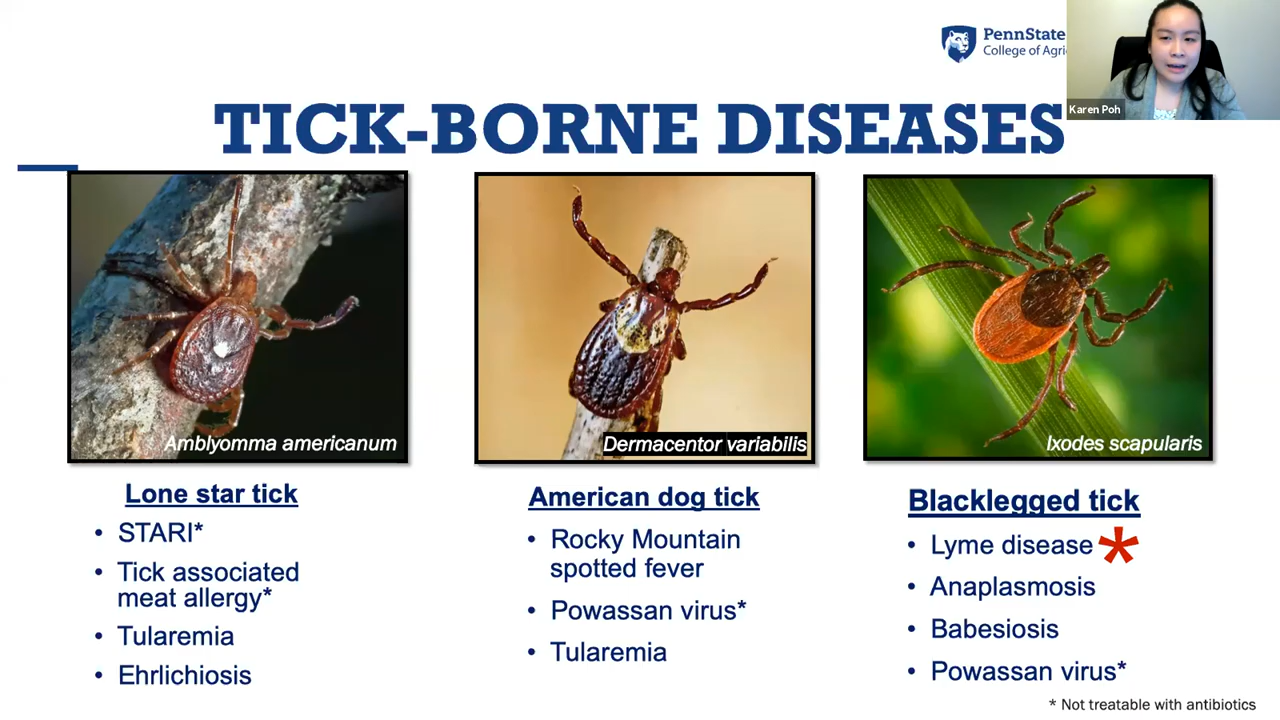 PennState
College of Agri
Karen Poh
TICK-BORNE DISEASES
Amblyomma americanum
Dermacentor variabilis
Ixodes scapularis
Lone star tick
• STARI*
• Tick associated
meat allergy*
• Tularemia
• Ehrlichiosis
American dog tick
• Rocky Mountain
spotted fever
• Powassan virus*
• Tularemia
Blacklegged tick
• Lyme disease *
• Anaplasmosis
• Babesiosis
• Powassan virus*
* Not treatable with antibiotics